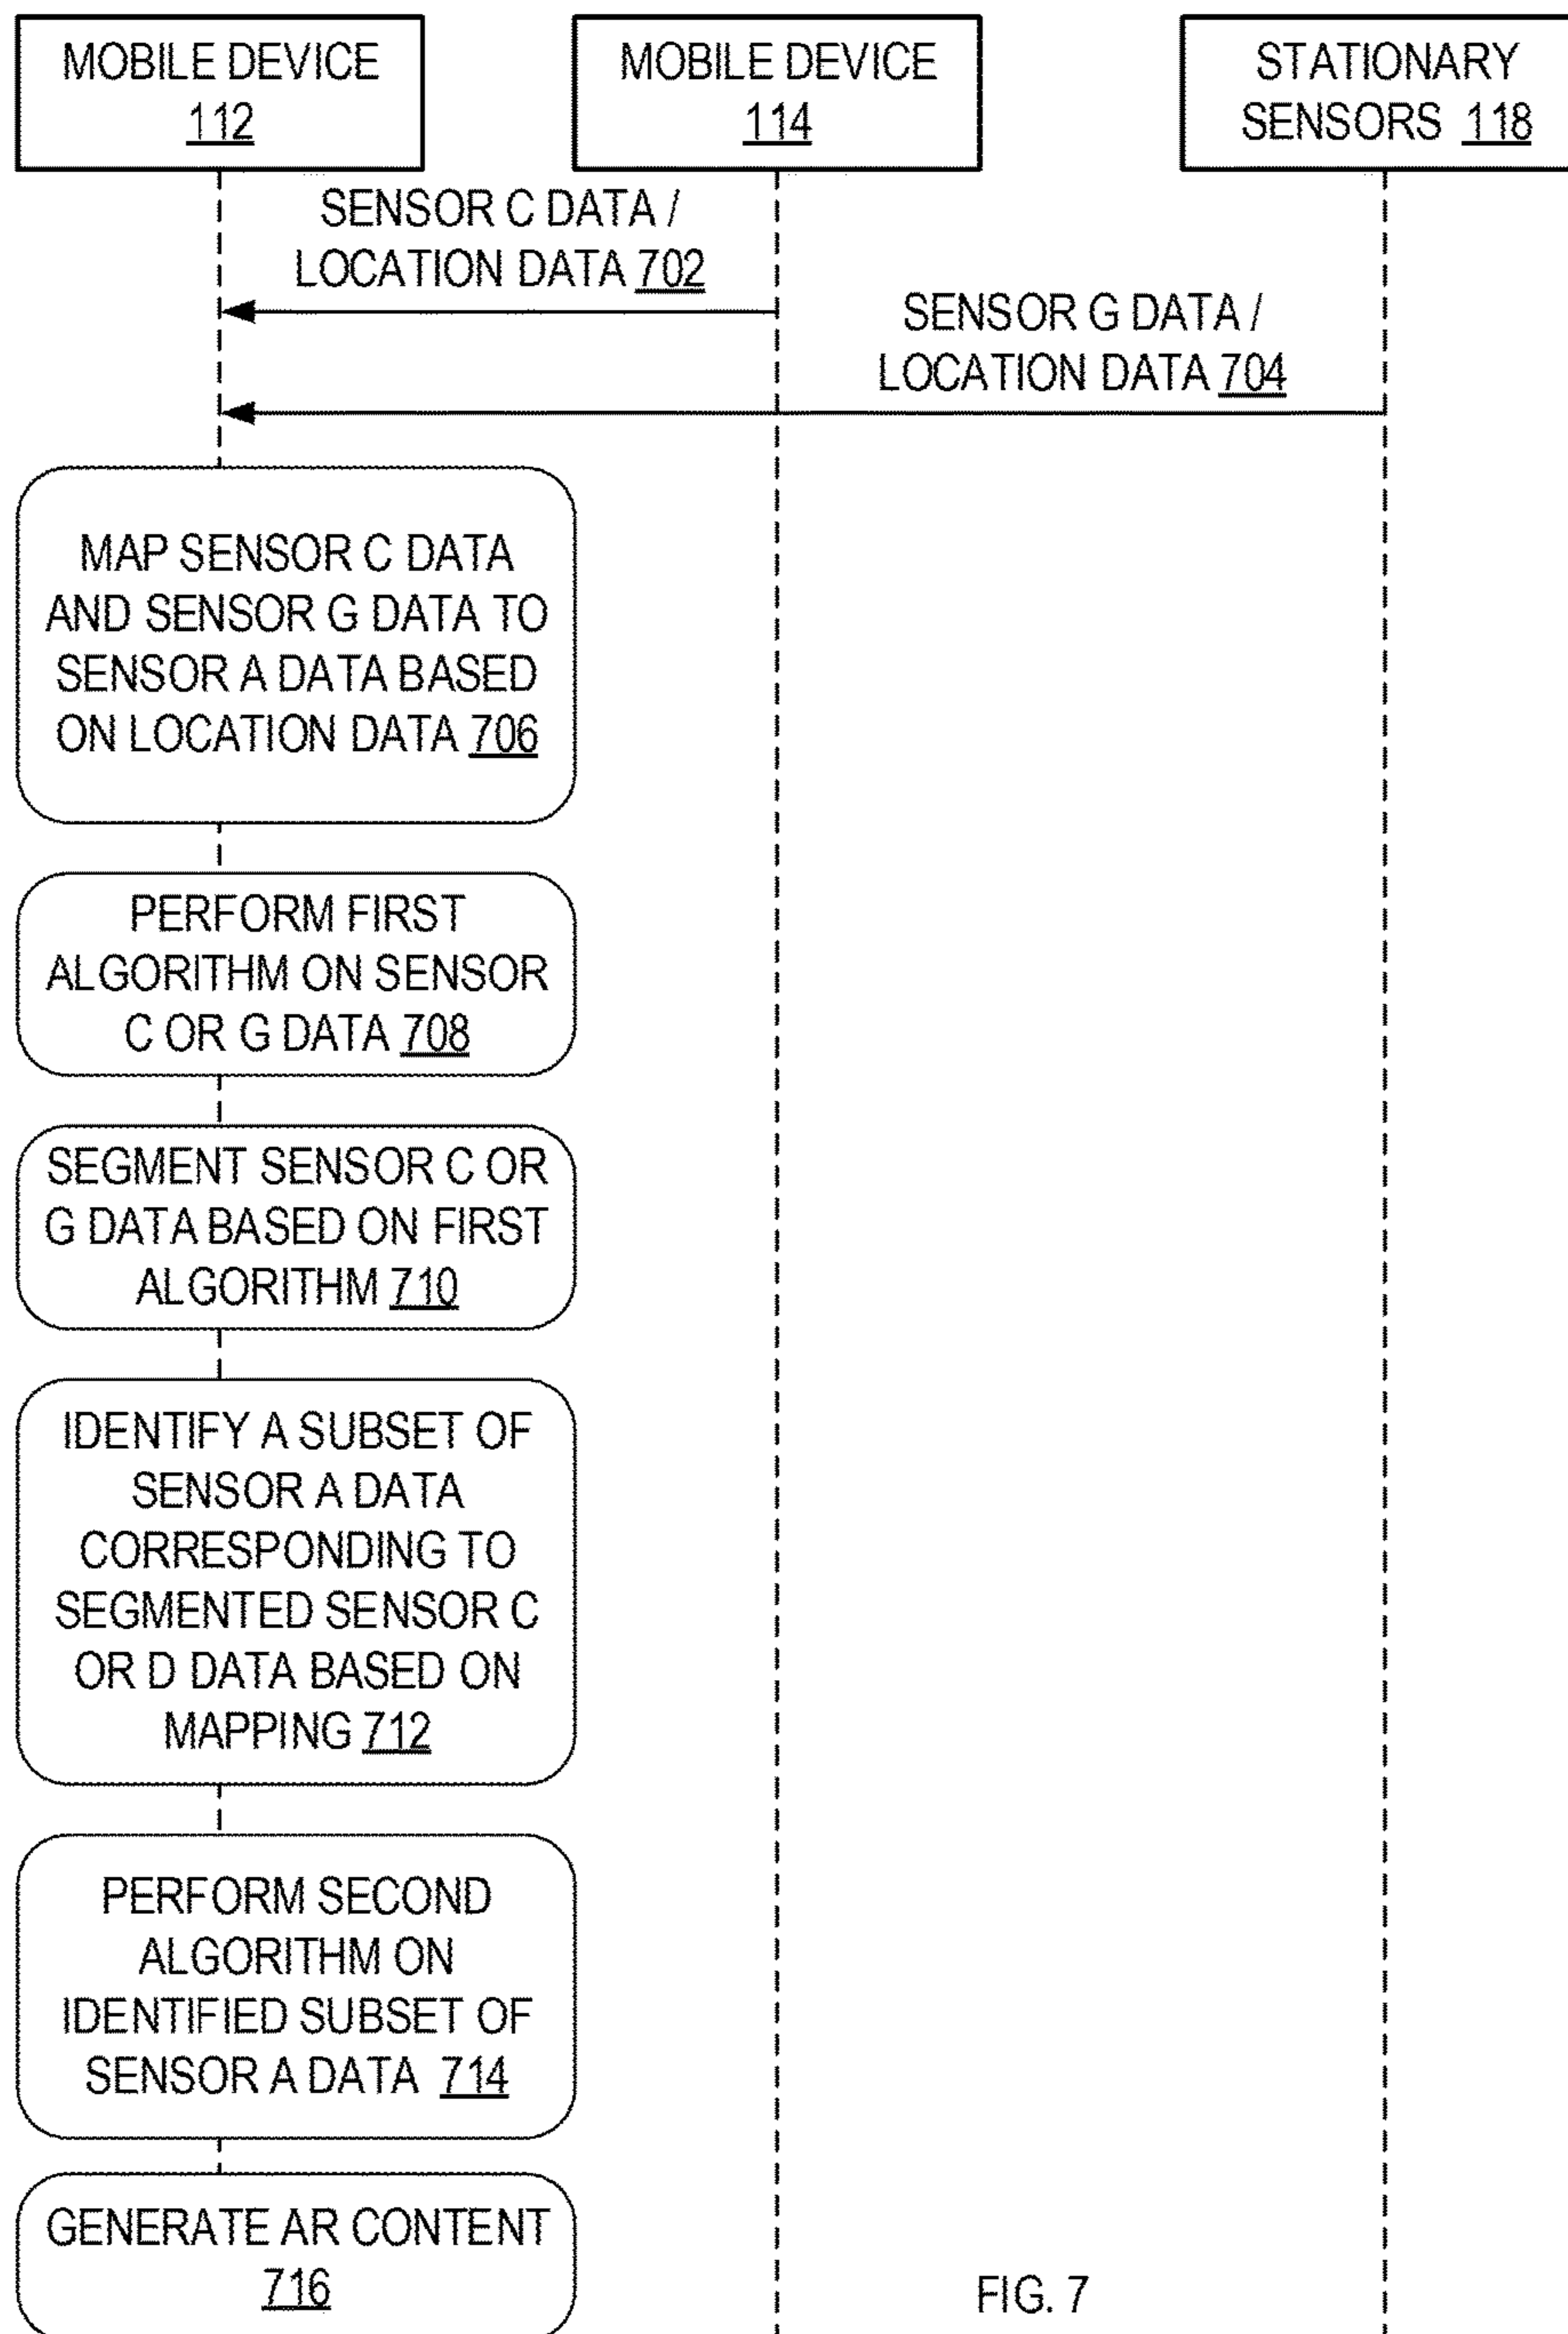 MOBILE DEVICE
112
MOBILE DEVICE
114
STATIONARY
SENSORS 118
SENSOR C DATA /
LOCATION DATA 702
SENSOR G DATA /
LOCATION DATA 704
MAP SENSOR C DATA
AND SENSOR G DATA TO
SENSOR A DATA BASED
ON LOCATION DATA 706
PERFORM FIRST
ALGORITHM ON SENSOR
C OR G DATA 708
SEGMENT SENSOR C OR
G DATA BASED ON FIRST
ALGORITHM 710
IDENTIFY A SUBSET OF
SENSOR A DATA
CORRESPONDING TO
SEGMENTED SENSOR C
OR D DATA BASED ON
MAPPING 712
PERFORM SECOND
ALGORITHM ON
IDENTIFIED SUBSET OF
SENSOR A DATA 714
GENERATE AR CONTENT
716
FIG. 7